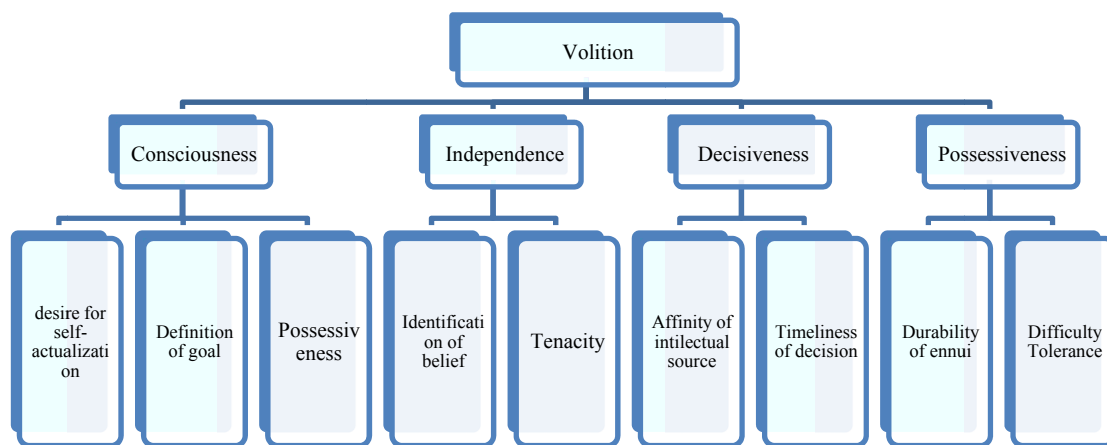 Volition
Consciousness
Independence
Decisiveness
Possessiveness
desire for
self-
actualizati
on
Definition
of goal
Possessiv
eness
Identificati
on of
belief
Tenacity
Affinity of
intilectual
source
Timeliness
of decision
Durability
of ennui
Difficulty
Tolerance